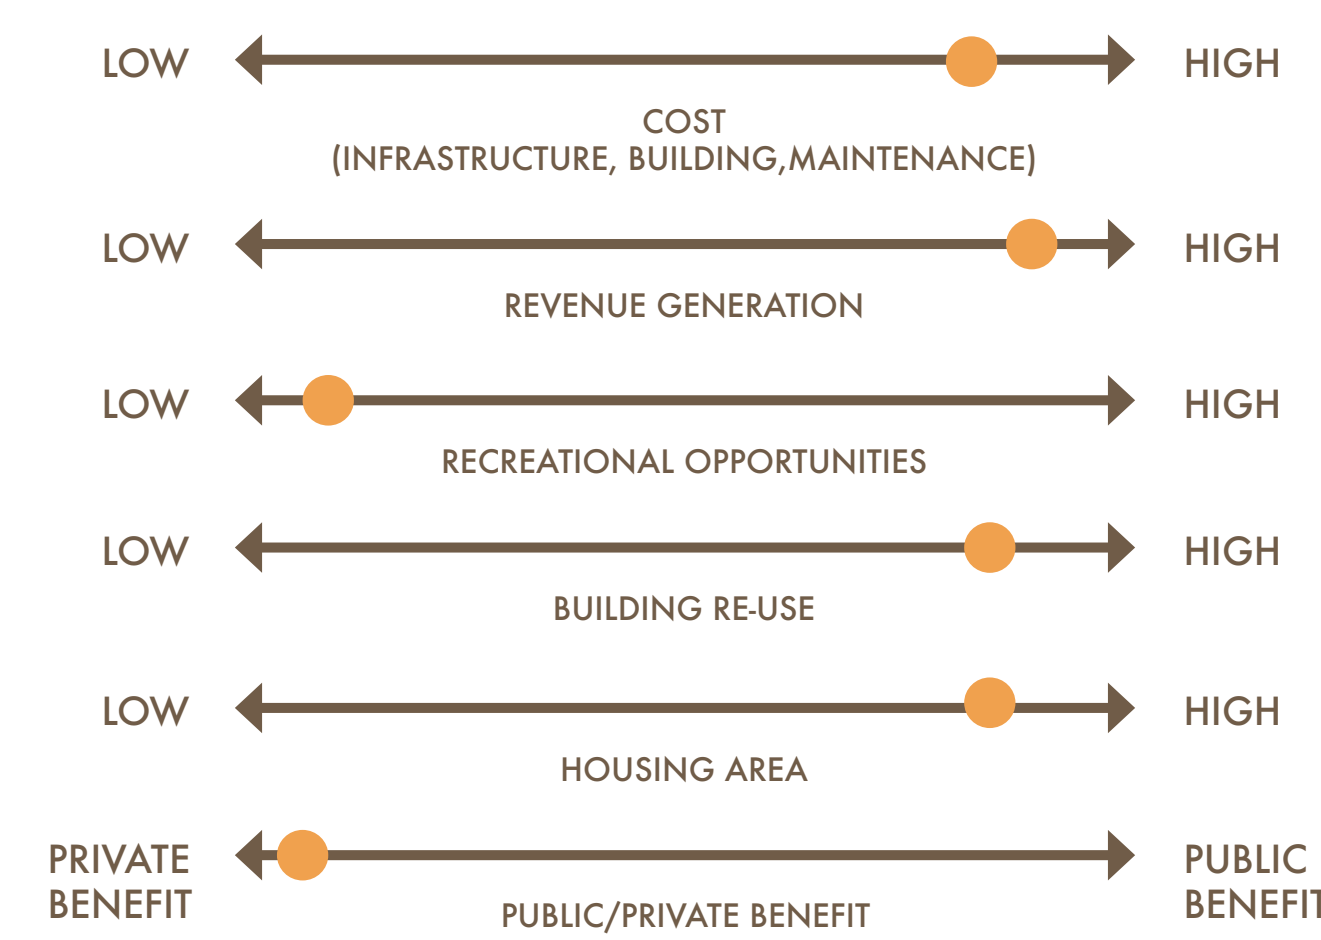 LOW HIGH
COST
(INFRASTRUCTURE, BUILDING,MAINTENANCE)
LOW HIGH
REVENUE GENERATION
LOW HIGH
RECREATIONAL OPPORTUNITIES
LOW HIGH
BUILDING RE-USE
LOW HIGH
HOUSING AREA
PRIVATE
BENEFIT
PUBLIC
BENEFIT
PUBLIC/PRIVATE BENEFIT